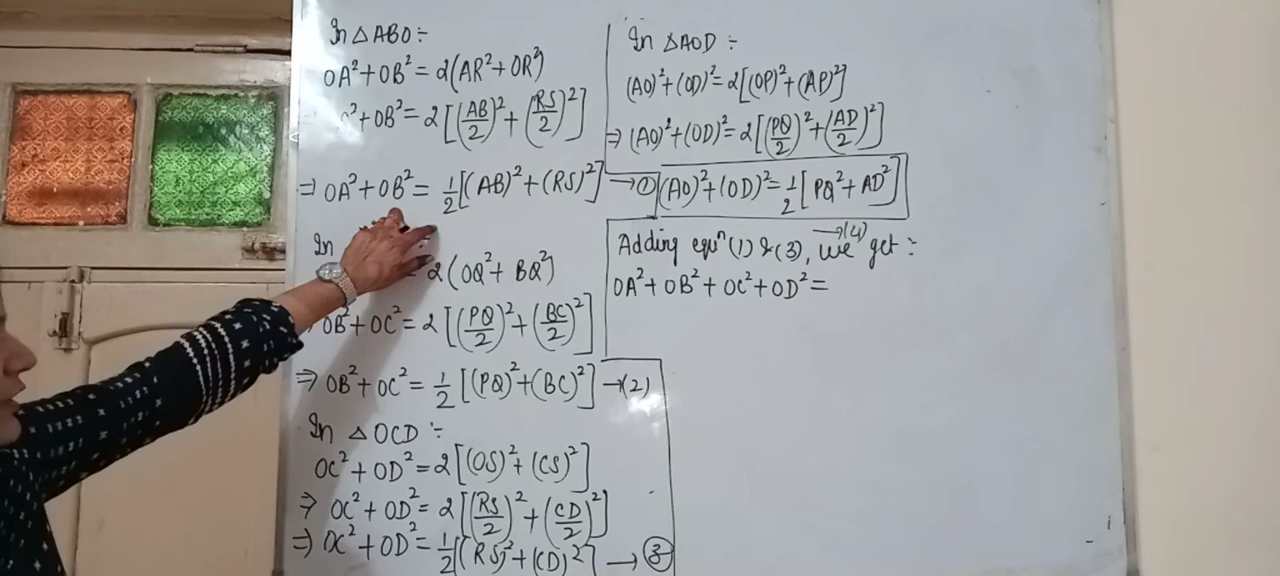 In △ABO :-
OA² + OB² = 2(AR² + OR²)
² + OB² = 2[(AB/2)² + (RS/2)²]
⇒ OA² + OB² = 1/2[(AB)² + (RS)²] → ①
In
2(OQ² + BQ²)
OB² + OC² = 2[(PQ/2)² + (BC/2)²]
⇒ OB² + OC² = 1/2[(PQ)² + (BC)²] → (2)
In △OCD :-
OC² + OD² = 2[(OS)² + (CS)²]
⇒ OC² + OD² = 2[(RS/2)² + (CD/2)²]
⇒ OC² + OD² = 1/2[(RS)² + (CD)²] → ③
In △AOD :-
(AO)² + (OD)² = 2[(OP)² + (AP)²]
⇒ (AO)² + (OD)² = 2[(PQ/2)² + (AD/2)²]
(AO)² + (OD)² = 1/2[PQ² + AD²]
→ (4)
Adding equⁿ (1) & (3), we get :-
OA² + OB² + OC² + OD² =